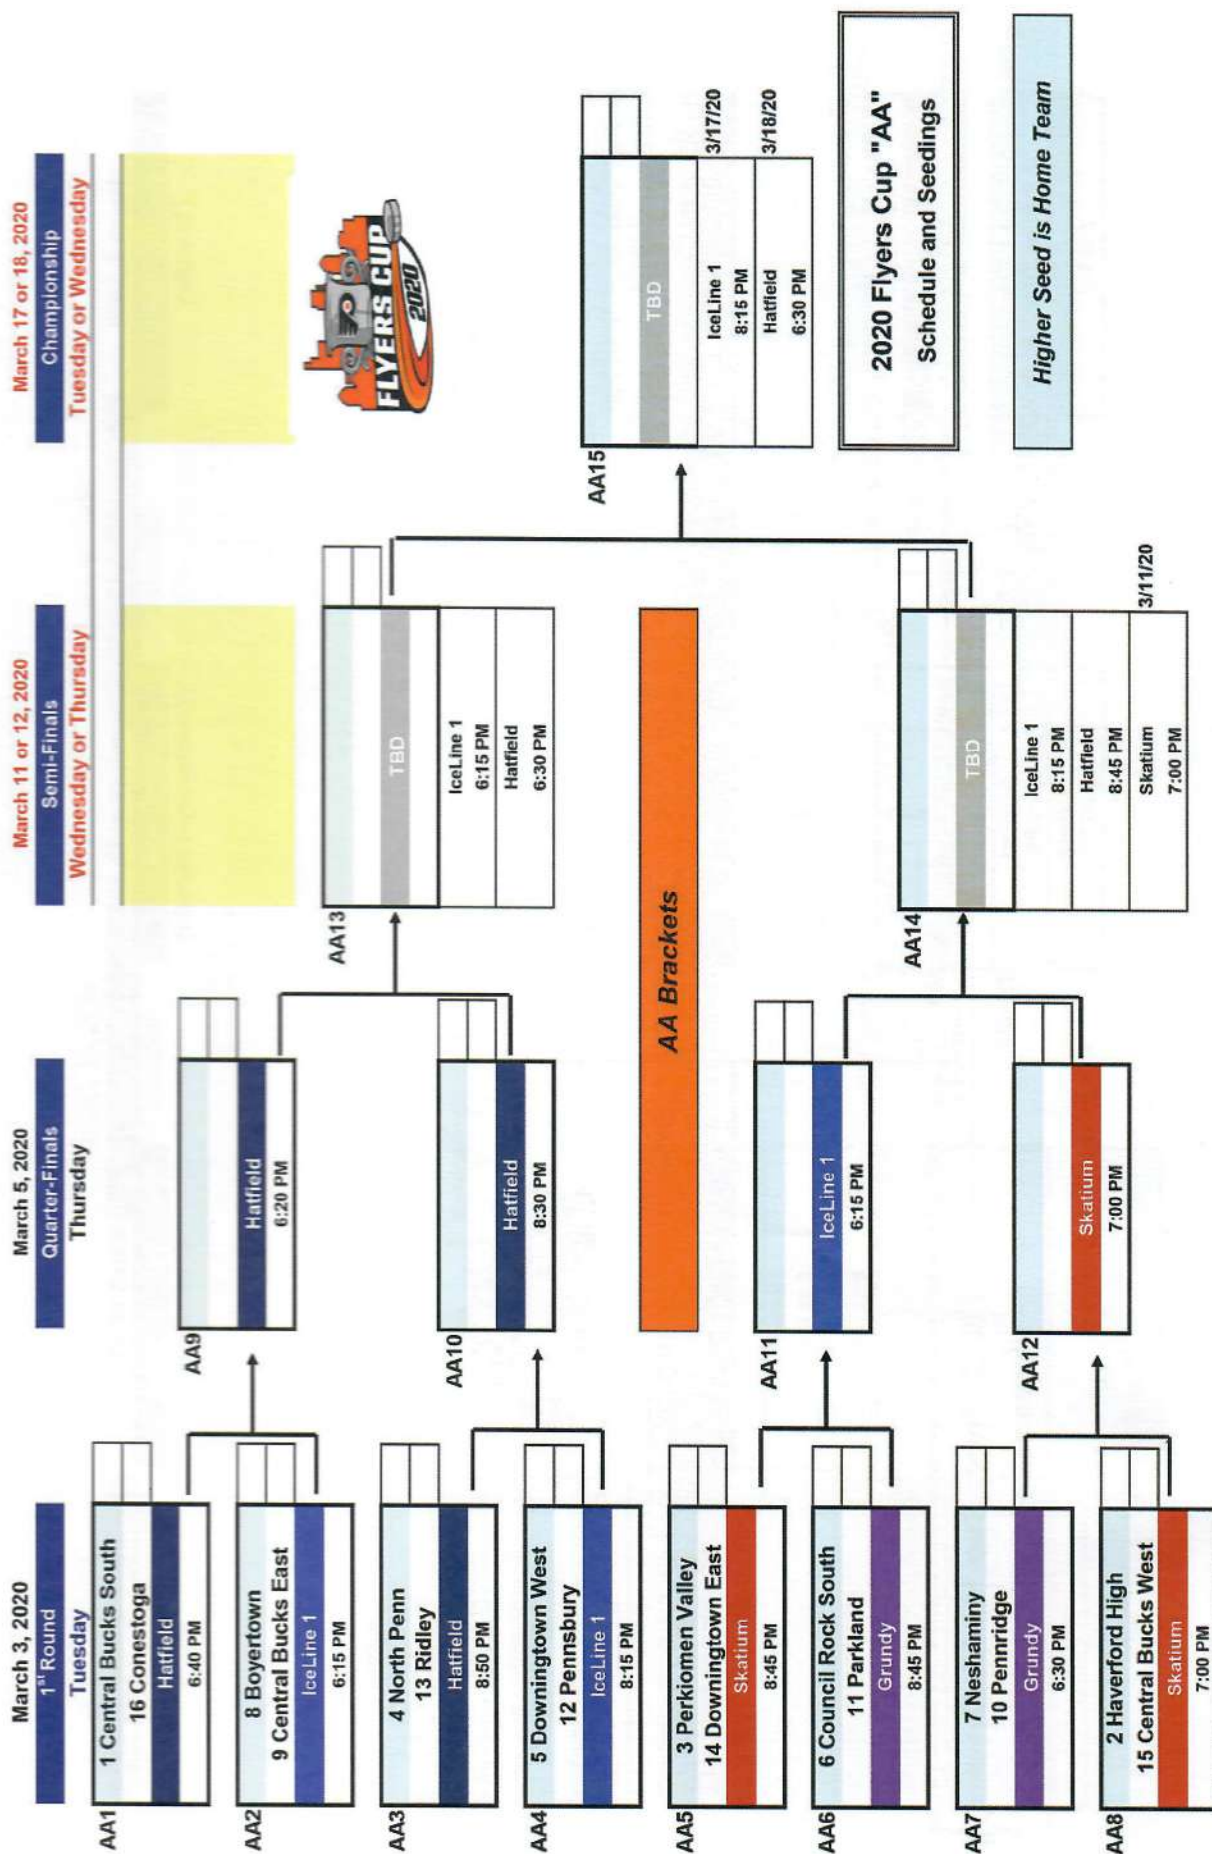 March 3, 2020
1st Round
Tuesday
AA1
1 Central Bucks South
16 Conestoga
Hatfield
6:40 PM
AA2
8 Boyertown
9 Central Bucks East
IceLine 1
6:15 PM
AA3
4 North Penn
13 Ridley
Hatfield
8:50 PM
AA4
5 Downingtown West
12 Pennsbury
IceLine 1
8:15 PM
AA5
3 Perkiomen Valley
14 Downingtown East
Skatium
8:45 PM
AA6
6 Council Rock South
11 Parkland
Grundy
8:45 PM
AA7
7 Neshaminy
10 Pennridge
Grundy
6:30 PM
AA8
2 Haverford High
15 Central Bucks West
Skatium
7:00 PM
March 5, 2020
Quarter-Finals
Thursday
AA9
Hatfield
6:20 PM
AA10
Hatfield
8:30 PM
AA11
IceLine 1
6:15 PM
AA12
Skatium
7:00 PM
AA Brackets
March 11 or 12, 2020
Semi-Finals
Wednesday or Thursday
AA13
TBD
IceLine 1
6:15 PM
Hatfield
6:30 PM
AA14
TBD
IceLine 1
8:15 PM
Hatfield
8:45 PM
Skatium 3/11/20
7:00 PM
March 17 or 18, 2020
Championship
Tuesday or Wednesday
FLYERS CUP
2020
AA15
TBD
IceLine 1 3/17/20
8:15 PM
Hatfield 3/18/20
6:30 PM
2020 Flyers Cup "AA"
Schedule and Seedings
Higher Seed is Home Team